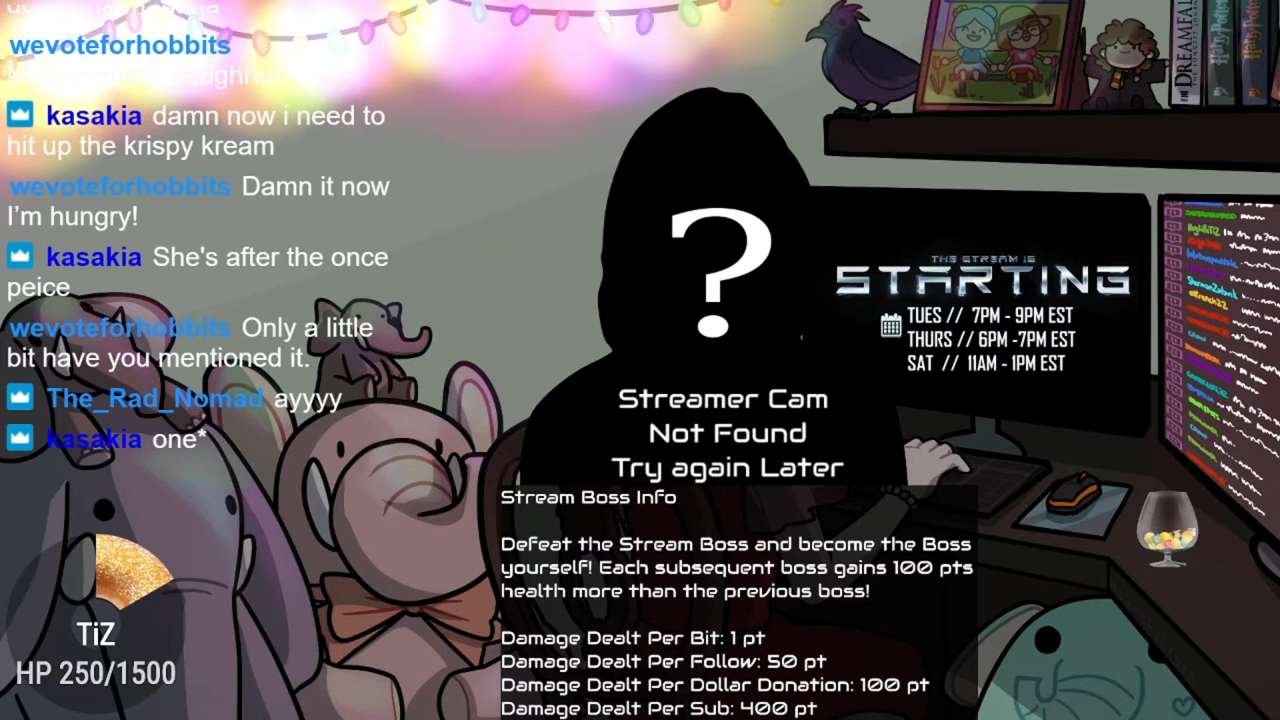 wevoteforhobbits
kasakia damn now i need to
hit up the krispy kream
wevoteforhobbits Damn it now
I'm hungry!
kasakia She's after the once
peice
wevoteforhobbits Only a little
bit have you mentioned it.
The_Rad_Nomad ayyyy
kasakia one*
TiZ
HP 250/1500
?
Streamer Cam
Not Found
Try again Later
Stream Boss Info
Defeat the Stream Boss and become the Boss
yourself! Each subsequent boss gains 100 pts
health more than the previous boss!
Damage Dealt Per Bit: 1 pt
Damage Dealt Per Follow: 50 pt
Damage Dealt Per Dollar Donation: 100 pt
Damage Dealt Per Sub: 400 pt
THE STREAM IS
STARTING
TUES // 7PM - 9PM EST
THURS // 6PM -7PM EST
SAT // 11AM - 1PM EST
DREAMFALL
Harry Potter
Harry Potter